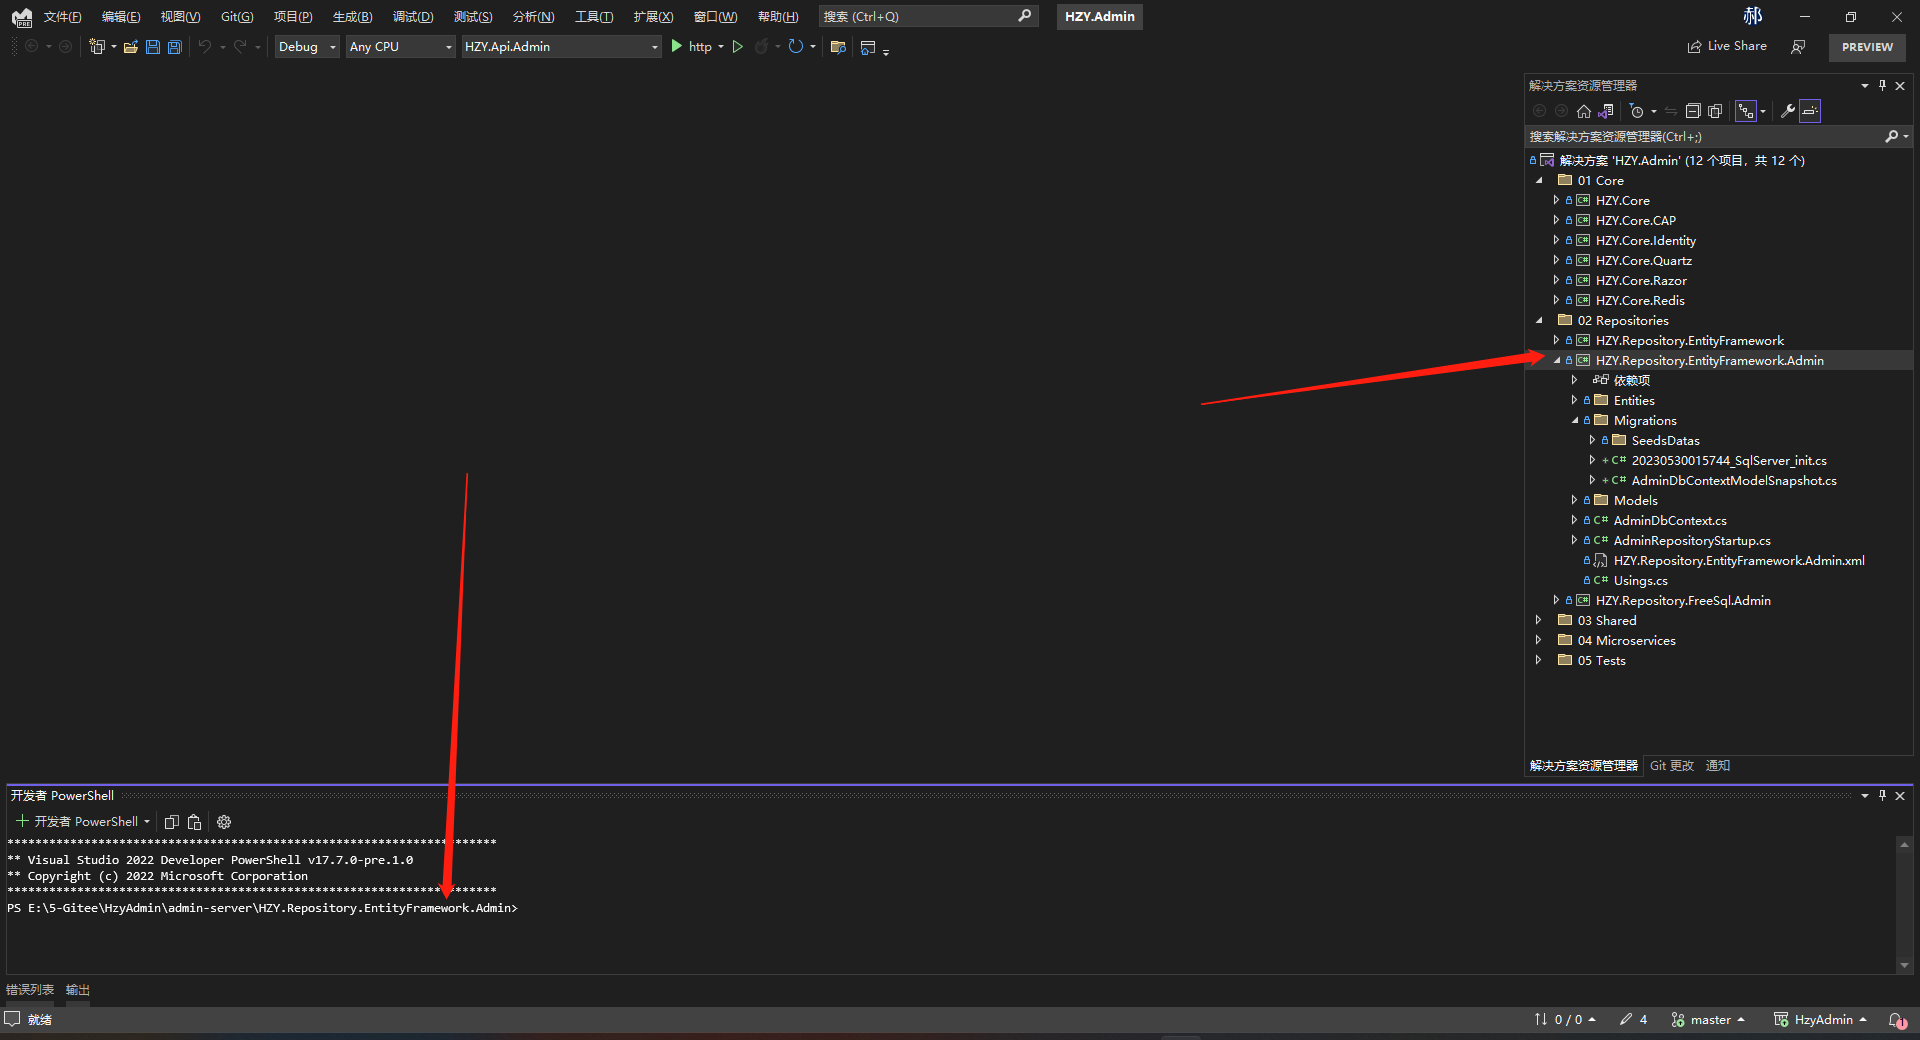 文件(F) 编辑(E) 视图(V) Git(G) 项目(P) 生成(B) 调试(D) 测试(S) 分析(N) 工具(T) 扩展(X) 窗口(W) 帮助(H) 搜索 (Ctrl+Q) HZY.Admin 郝
Debug Any CPU HZY.Api.Admin http Live Share PREVIEW
解决方案资源管理器
搜索解决方案资源管理器(Ctrl+;)
解决方案 'HZY.Admin' (12 个项目, 共 12 个)
01 Core
HZY.Core
HZY.Core.CAP
HZY.Core.Identity
HZY.Core.Quartz
HZY.Core.Razor
HZY.Core.Redis
02 Repositories
HZY.Repository.EntityFramework
HZY.Repository.EntityFramework.Admin
依赖项
Entities
Migrations
SeedsDatas
20230530015744_SqlServer_init.cs
AdminDbContextModelSnapshot.cs
Models
AdminDbContext.cs
AdminRepositoryStartup.cs
HZY.Repository.EntityFramework.Admin.xml
Usings.cs
HZY.Repository.FreeSql.Admin
03 Shared
04 Microservices
05 Tests
解决方案资源管理器 Git 更改 通知
开发者 PowerShell
开发者 PowerShell
**********************************************************************
** Visual Studio 2022 Developer PowerShell v17.7.0-pre.1.0
** Copyright (c) 2022 Microsoft Corporation
**********************************************************************
PS E:\5-Gitee\HzyAdmin\admin-server\HZY.Repository.EntityFramework.Admin>
错误列表 输出
就绪 0 / 0 4 master HzyAdmin 1